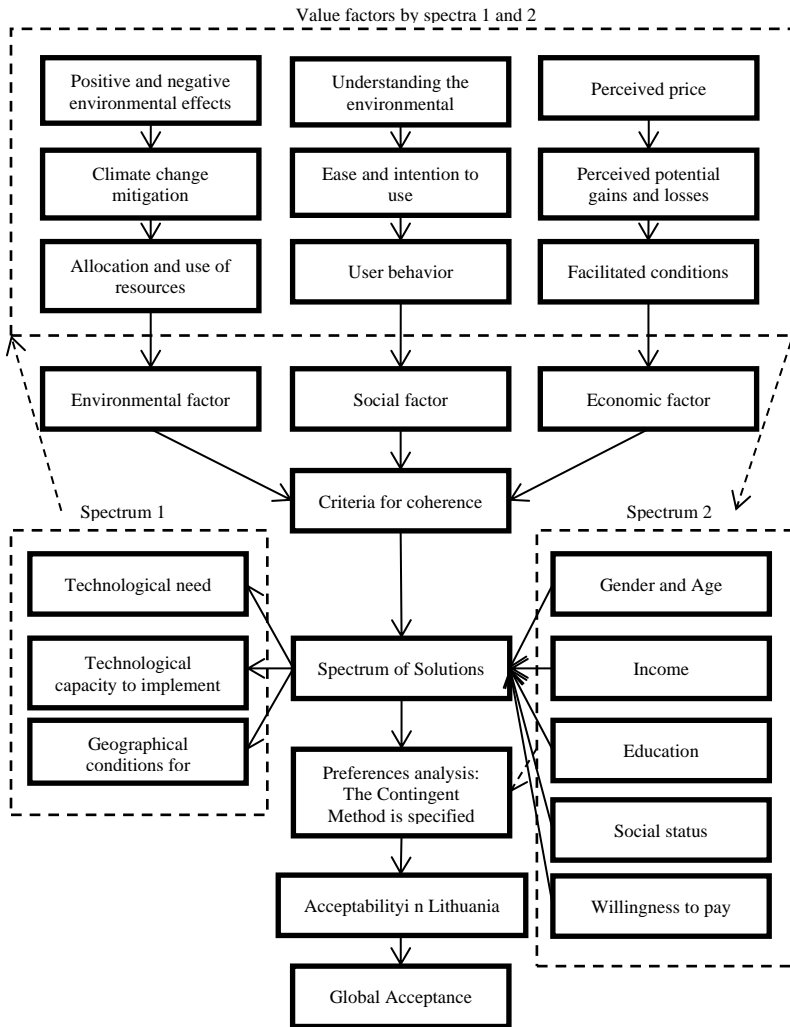 Value factors by spectra 1 and 2
Positive and negative
environmental effects
Understanding the
environmental
Perceived price
Climate change
mitigation
Ease and intention to
use
Perceived potential
gains and losses
Allocation and use of
resources
User behavior
Facilitated conditions
Environmental factor
Social factor
Economic factor
Criteria for coherence
Spectrum 1
Spectrum 2
Technological need
Gender and Age
Technological
capacity to implement
Spectrum of Solutions
Income
Geographical
conditions for
Preferences analysis:
The Contingent
Method is specified
Education
Social status
Acceptabilityi n Lithuania
Willingness to pay
Global Acceptance